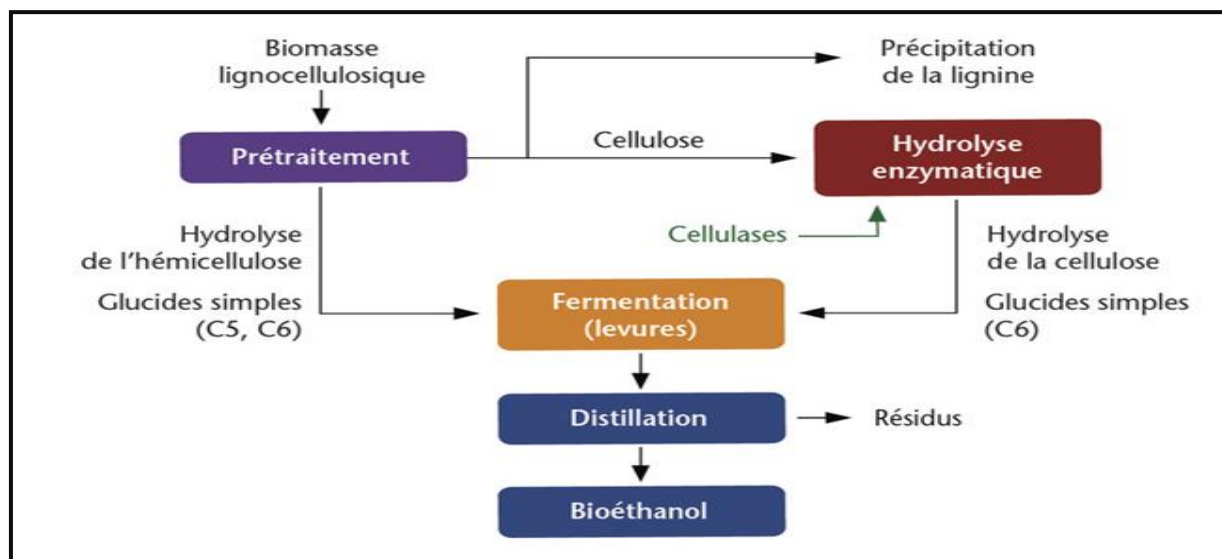 Biomasse
lignocellulosique
Précipitation
de la lignine
Prétraitement
Cellulose
Hydrolyse
enzymatique
Cellulases
Hydrolyse
de l'hémicellulose
Glucides simples
(C5, C6)
Hydrolyse
de la cellulose
Glucides simples
(C6)
Fermentation
(levures)
Distillation
Résidus
Bioéthanol